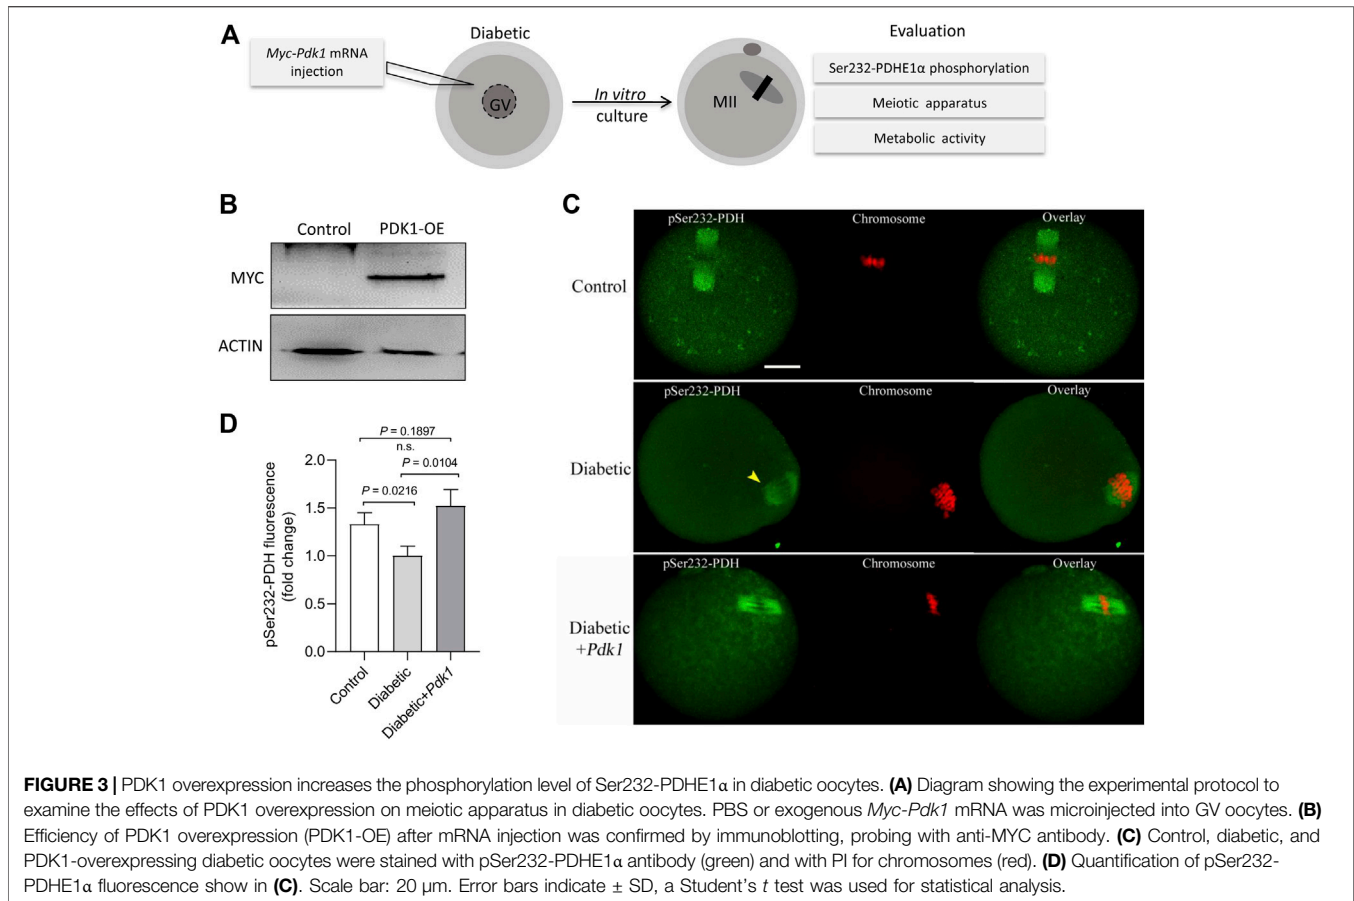 A
Diabetic
Evaluation
Myc-Pdk1 mRNA
injection
GV
In vitro
culture
MII
Ser232-PDHE1α phosphorylation
Meiotic apparatus
Metabolic activity
B
Control PDK1-OE
MYC
ACTIN
C
pSer232-PDH Chromosome Overlay
Control
pSer232-PDH Chromosome Overlay
Diabetic
pSer232-PDH Chromosome Overlay
Diabetic
+Pdk1
D
P = 0.1897
n.s.
P = 0.0104
P = 0.0216
pSer232-PDH fluorescence
(fold change)
2.0
1.5
1.0
0.5
0.0
Control
Diabetic
Diabetic+Pdk1
FIGURE 3 | PDK1 overexpression increases the phosphorylation level of Ser232-PDHE1α in diabetic oocytes. (A) Diagram showing the experimental protocol to
examine the effects of PDK1 overexpression on meiotic apparatus in diabetic oocytes. PBS or exogenous Myc-Pdk1 mRNA was microinjected into GV oocytes. (B)
Efficiency of PDK1 overexpression (PDK1-OE) after mRNA injection was confirmed by immunoblotting, probing with anti-MYC antibody. (C) Control, diabetic, and
PDK1-overexpressing diabetic oocytes were stained with pSer232-PDHE1α antibody (green) and with PI for chromosomes (red). (D) Quantification of pSer232-
PDHE1α fluorescence show in (C). Scale bar: 20 μm. Error bars indicate ± SD, a Student's t test was used for statistical analysis.